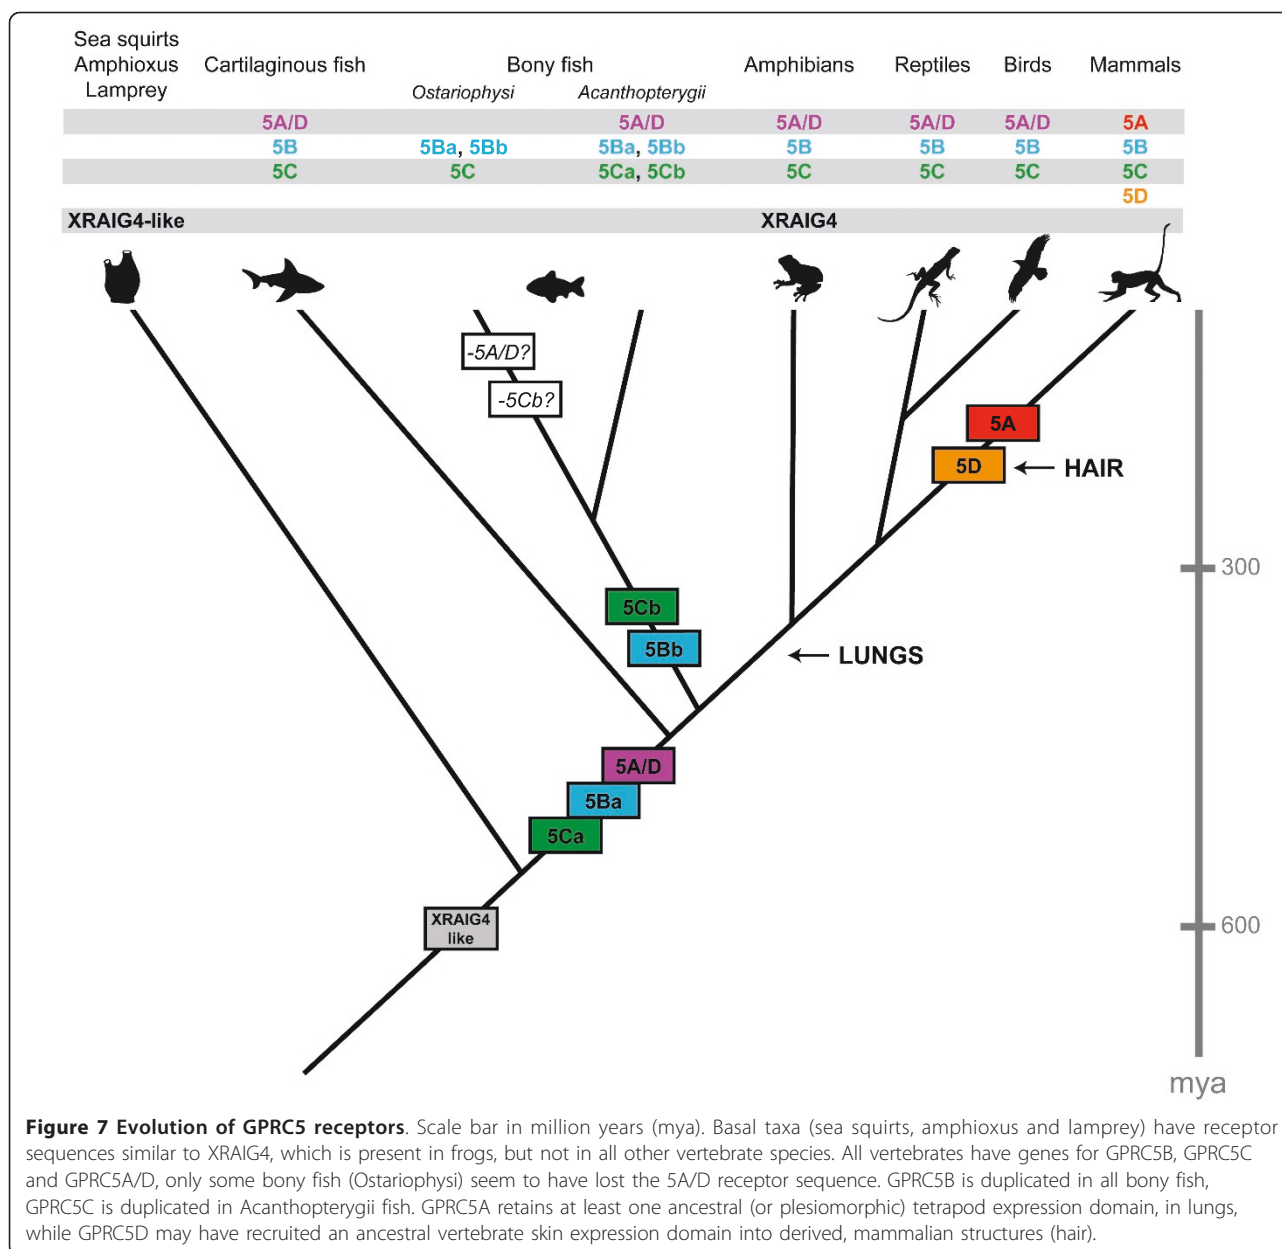 Sea squirts
Amphioxus
Lamprey
Cartilaginous fish
Bony fish
Amphibians
Reptiles
Birds
Mammals
Ostariophysi
Acanthopterygii
5A/D 5A/D 5A/D 5A/D 5A/D 5A
5B 5Ba, 5Bb 5Ba, 5Bb 5B 5B 5B 5B
5C 5C 5Ca, 5Cb 5C 5C 5C 5C
5D
XRAIG4-like XRAIG4
-5A/D?
-5Cb?
5A
5D
HAIR
300
5Cb
5Bb
LUNGS
5A/D
5Ba
5Ca
XRAIG4
like
600
mya
Figure 7 Evolution of GPRC5 receptors. Scale bar in million years (mya). Basal taxa (sea squirts, amphioxus and lamprey) have receptor
sequences similar to XRAIG4, which is present in frogs, but not in all other vertebrate species. All vertebrates have genes for GPRC5B, GPRC5C
and GPRC5A/D, only some bony fish (Ostariophysi) seem to have lost the 5A/D receptor sequence. GPRC5B is duplicated in all bony fish,
GPRC5C is duplicated in Acanthopterygii fish. GPRC5A retains at least one ancestral (or plesiomorphic) tetrapod expression domain, in lungs,
while GPRC5D may have recruited an ancestral vertebrate skin expression domain into derived, mammalian structures (hair).